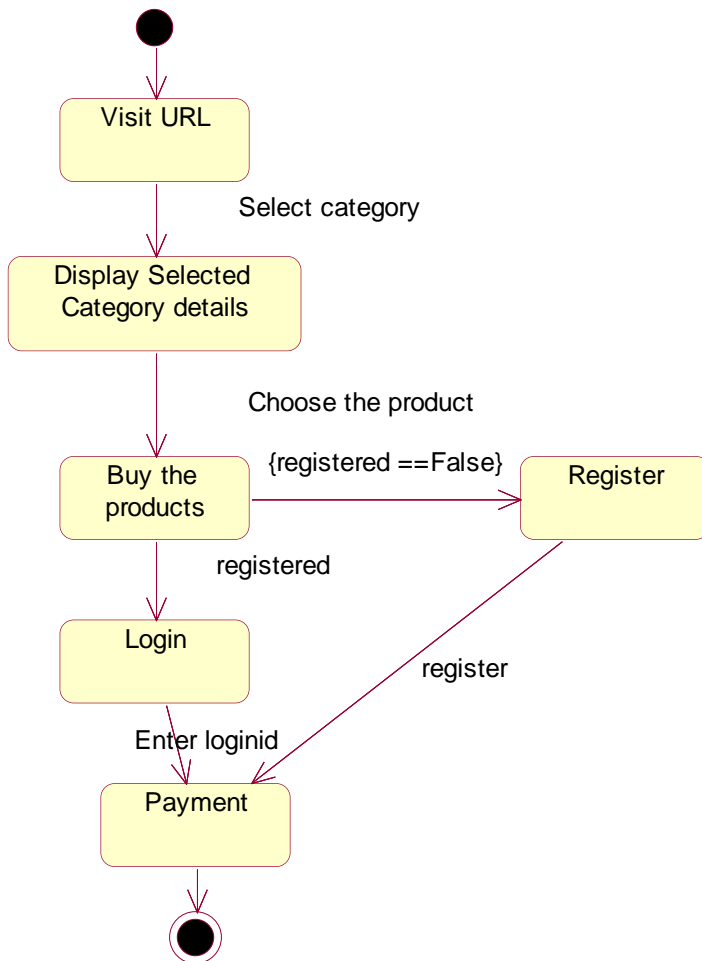 Visit URL
Select category
Display Selected
Category details
Choose the product
{registered ==False}
Buy the
products
Register
registered
Login
register
Enter loginid
Payment